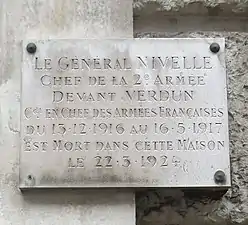 LE GÉNÉRAL NIVELLE
CHEF DE LA 2E ARMÉE
DEVANT VERDUN
CDT EN CHEF DES ARMÉES FRANÇAISES
DU 13·12·1916 AU 16·5·1917
EST MORT DANS CETTE MAISON
LE 22·3·1924